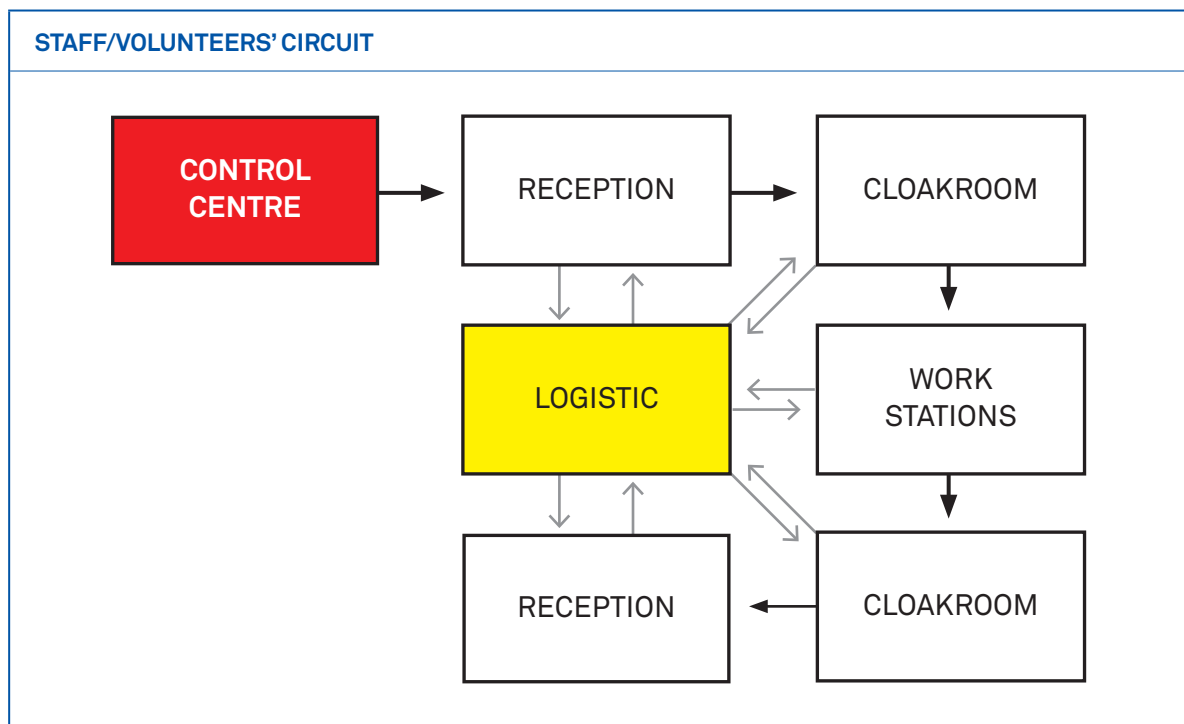 STAFF/VOLUNTEERS’ CIRCUIT
CONTROL
CENTRE
RECEPTION
CLOAKROOM
LOGISTIC
WORK
STATIONS
RECEPTION
CLOAKROOM